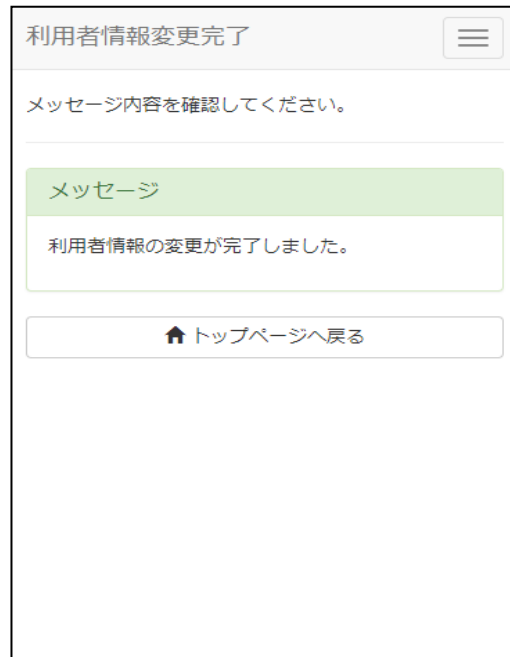 利用者情報変更完了
メッセージ内容を確認してください。
メッセージ
利用者情報の変更が完了しました。
トップページへ戻る